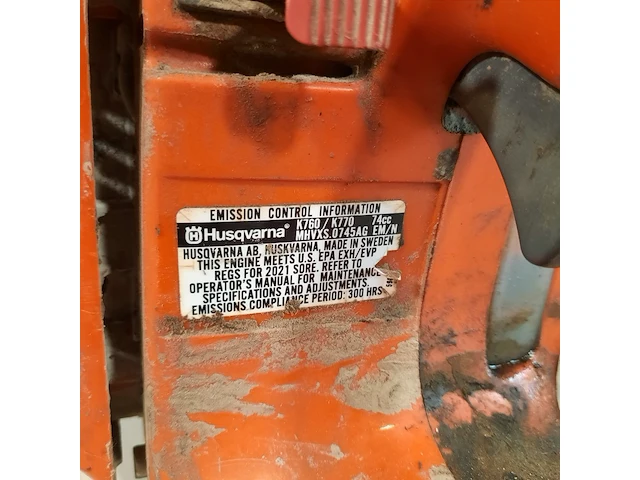 EMISSION CONTROL INFORMATION
Husqvarna® K760 / K770 74cc
MHVXS.0745AG EM/N
HUSQVARNA AB, HUSKVARNA, MADE IN SWEDEN
THIS ENGINE MEETS U.S. EPA EXH/EVP
REGS FOR 2021 SORE. REFER TO
OPERATOR'S MANUAL FOR MAINTENANCE
SPECIFICATIONS AND ADJUSTMENTS
EMISSIONS COMPLIANCE PERIOD: 300 HRS